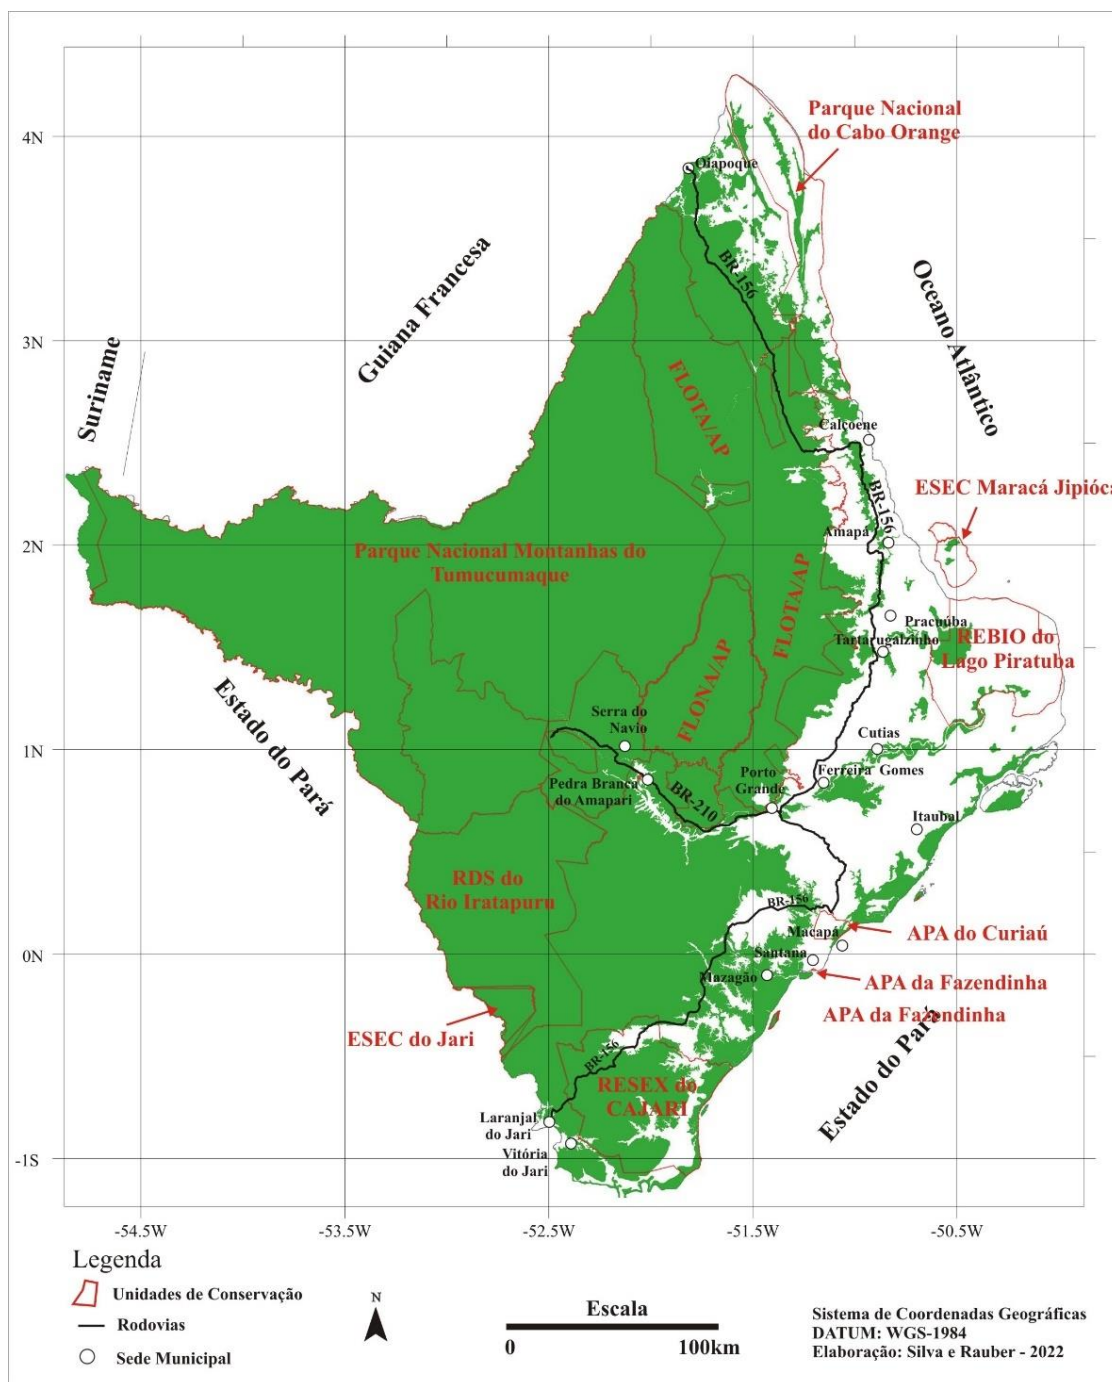 4N
3N
2N
1N
0N
-1S
Parque Nacional
do Cabo Orange
Oiapoque
BR-156
Guiana Francesa
Oceano Atlântico
Suriname
FLOTA/AP
Calçoene
BR-156
ESEC Maracá Jipióca
Amapá
Parque Nacional Montanhas do
Tumucumaque
FLOTA/AP
Pracuúba
Tartarugalzinho
REBIO do
Lago Piratuba
Estado do Pará
FLONA/AP
Serra do
Navio
Cutias
Pedra Branca
do Amapari
BR-210
Porto
Grande
Ferreira Gomes
Itaubal
RDS do
Rio Iratapuru
BR-156
Macapá
APA do Curiaú
Santana
Mazagão
APA da Fazendinha
APA da Fazendinha
ESEC do Jari
Estado do Pará
BR-156
RESEX do
CAJARI
Laranjal
do Jari
Vitória
do Jari
-54.5W
-53.5W
-52.5W
-51.5W
-50.5W
Legenda
Unidades de Conservação
Rodovias
Sede Municipal
N
Escala
0
100km
Sistema de Coordenadas Geográficas
DATUM: WGS-1984
Elaboração: Silva e Rauber - 2022